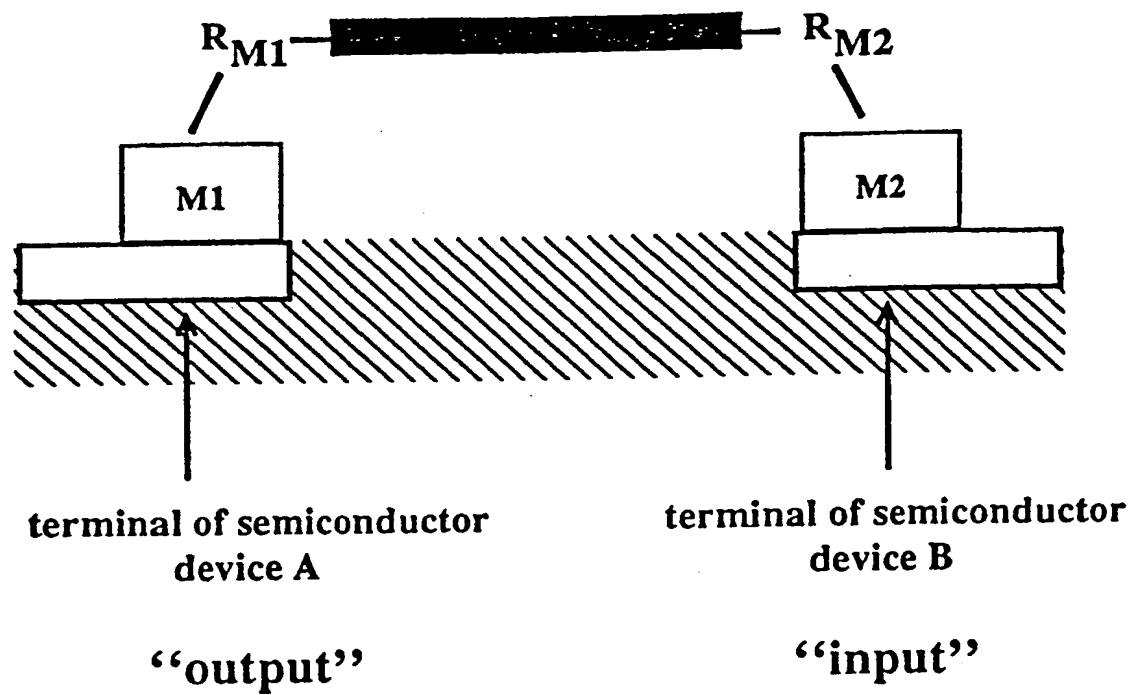 R_M1 R_M2
M1 M2
terminal of semiconductor
device A
terminal of semiconductor
device B
“output” “input”